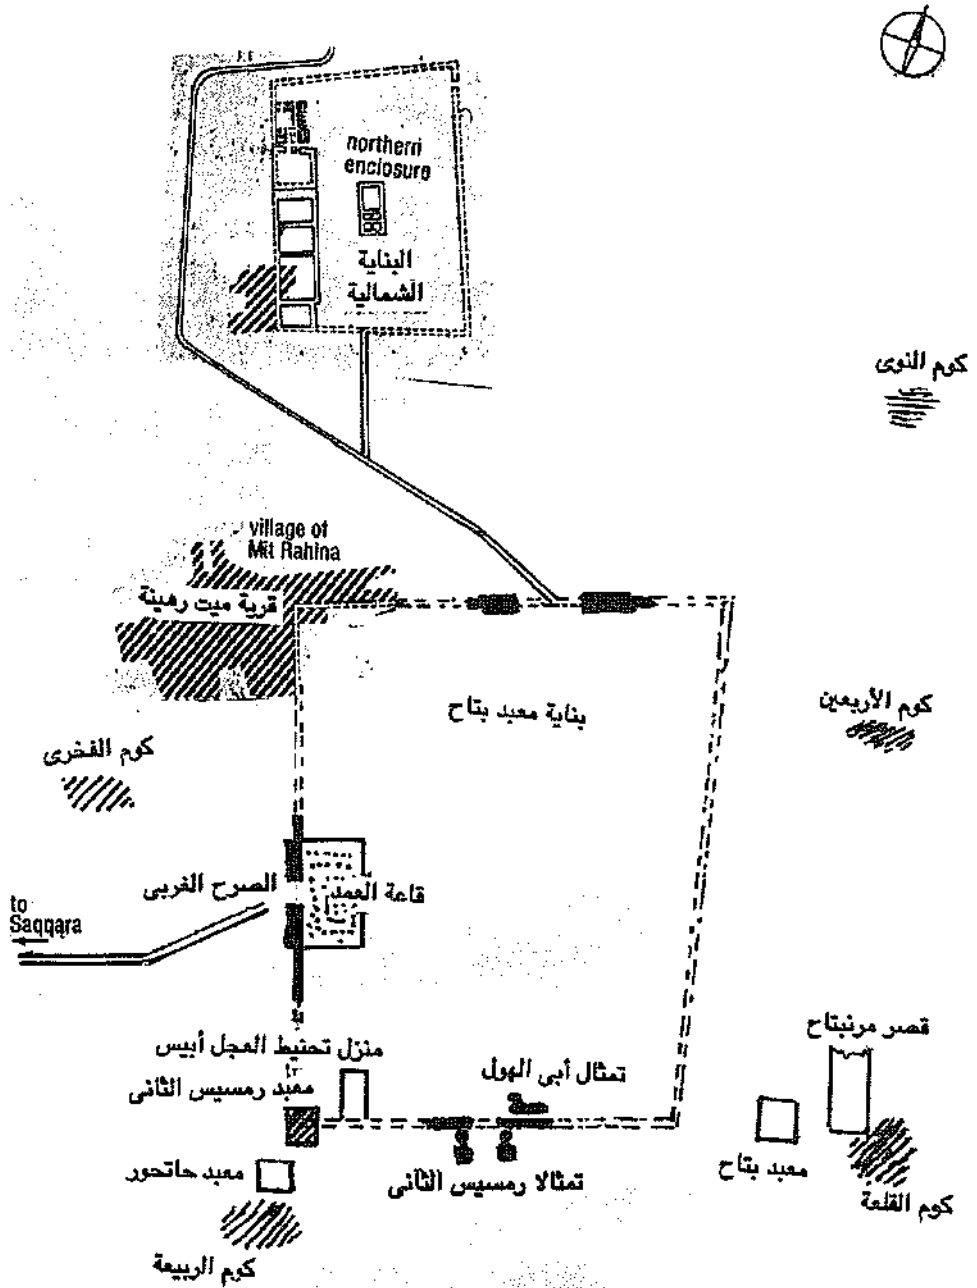 northern
enclosure
البناية
الشمالية
كوم النوى
village of
Mit Rahina
قرية ميت رهينة
بناية معبد بتاح
كوم الأربعين
كوم الفخرى
الصرح الغربى
قاعة العمد
to
Saqqara
قصر مرنبتاح
منزل تحنيط العجل أبيس
تمثال أبى الهول
معبد رمسيس الثانى
معبد بتاح
معبد حاتحور
تمثالا رمسيس الثانى
كوم القلعة
كوم الربيعة